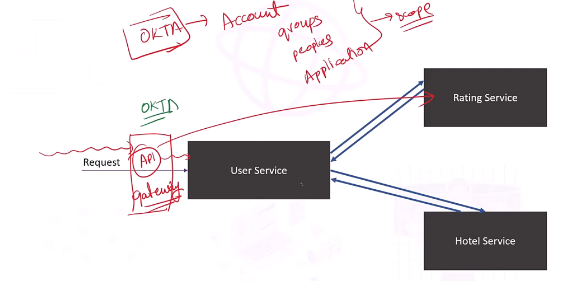 OKTA → Account
groups
peoples
Application
scope
OKTA
Rating Service
Request
API
gateway
User Service
Hotel Service